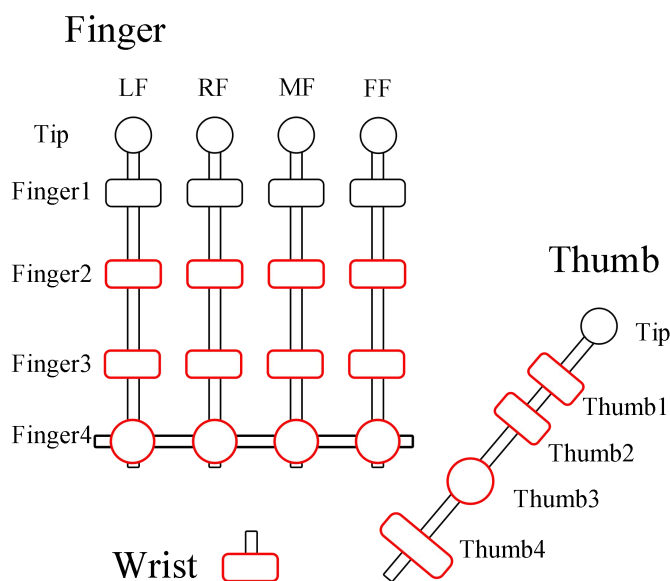 Finger
LF RF MF FF
Tip
Finger1
Finger2
Finger3
Finger4
Thumb
Tip
Thumb1
Thumb2
Thumb3
Thumb4
Wrist